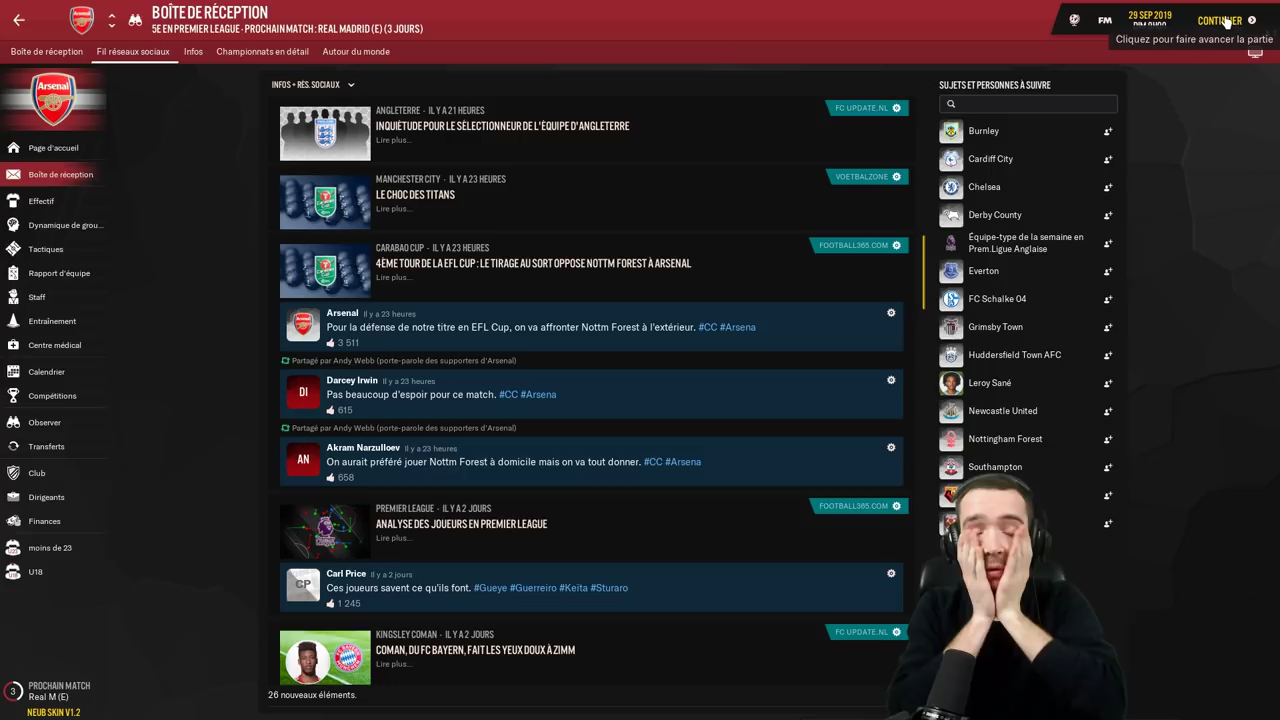 BOÎTE DE RÉCEPTION
5E EN PREMIER LEAGUE - PROCHAIN MATCH : REAL MADRID (E) (3 JOURS)
FM
29 SEP 2019
CONTINUER
Cliquez pour faire avancer la partie
Boîte de réception
Fil réseaux sociaux
Infos
Championnats en détail
Autour du monde
Arsenal
Page d'accueil
Boîte de réception
Effectif
Dynamique de grou...
Tactiques
Rapport d'équipe
Staff
Entraînement
Centre médical
Calendrier
Compétitions
Observer
Transferts
Club
Dirigeants
Finances
moins de 23
U18
3
PROCHAIN MATCH
Real M (E)
NEUB SKIN V1.2
INFOS + RÉS. SOCIAUX
ANGLETERRE - IL Y A 21 HEURES
FC UPDATE.NL
INQUIÉTUDE POUR LE SÉLECTIONNEUR DE L'ÉQUIPE D'ANGLETERRE
Lire plus...
MANCHESTER CITY - IL Y A 23 HEURES
VOETBALZONE
LE CHOC DES TITANS
Lire plus...
CARABAO CUP - IL Y A 23 HEURES
FOOTBALL365.COM
4ÈME TOUR DE LA EFL CUP : LE TIRAGE AU SORT OPPOSE NOTTM FOREST À ARSENAL
Lire plus...
Arsenal Il y a 23 heures
Pour la défense de notre titre en EFL Cup, on va affronter Nottm Forest à l'extérieur. #CC #Arsena
3 511
Partagé par Andy Webb (porte-parole des supporters d'Arsenal)
DI
Darcey Irwin Il y a 23 heures
Pas beaucoup d'espoir pour ce match. #CC #Arsena
615
Partagé par Andy Webb (porte-parole des supporters d'Arsenal)
AN
Akram Narzulloev Il y a 23 heures
On aurait préféré jouer Nottm Forest à domicile mais on va tout donner. #CC #Arsena
658
PREMIER LEAGUE - IL Y A 2 JOURS
FOOTBALL365.COM
ANALYSE DES JOUEURS EN PREMIER LEAGUE
Lire plus...
CP
Carl Price Il y a 2 jours
Ces joueurs savent ce qu'ils font. #Gueye #Guerreiro #Keïta #Sturaro
1 245
KINGSLEY COMAN - IL Y A 2 JOURS
FC UPDATE.NL
COMAN, DU FC BAYERN, FAIT LES YEUX DOUX À ZIMM
Lire plus...
26 nouveaux éléments.
SUJETS ET PERSONNES À SUIVRE
Burnley
Cardiff City
Chelsea
Derby County
Équipe-type de la semaine en
Prem.Ligue Anglaise
Everton
FC Schalke 04
Grimsby Town
Huddersfield Town AFC
Leroy Sané
Newcastle United
Nottingham Forest
Southampton